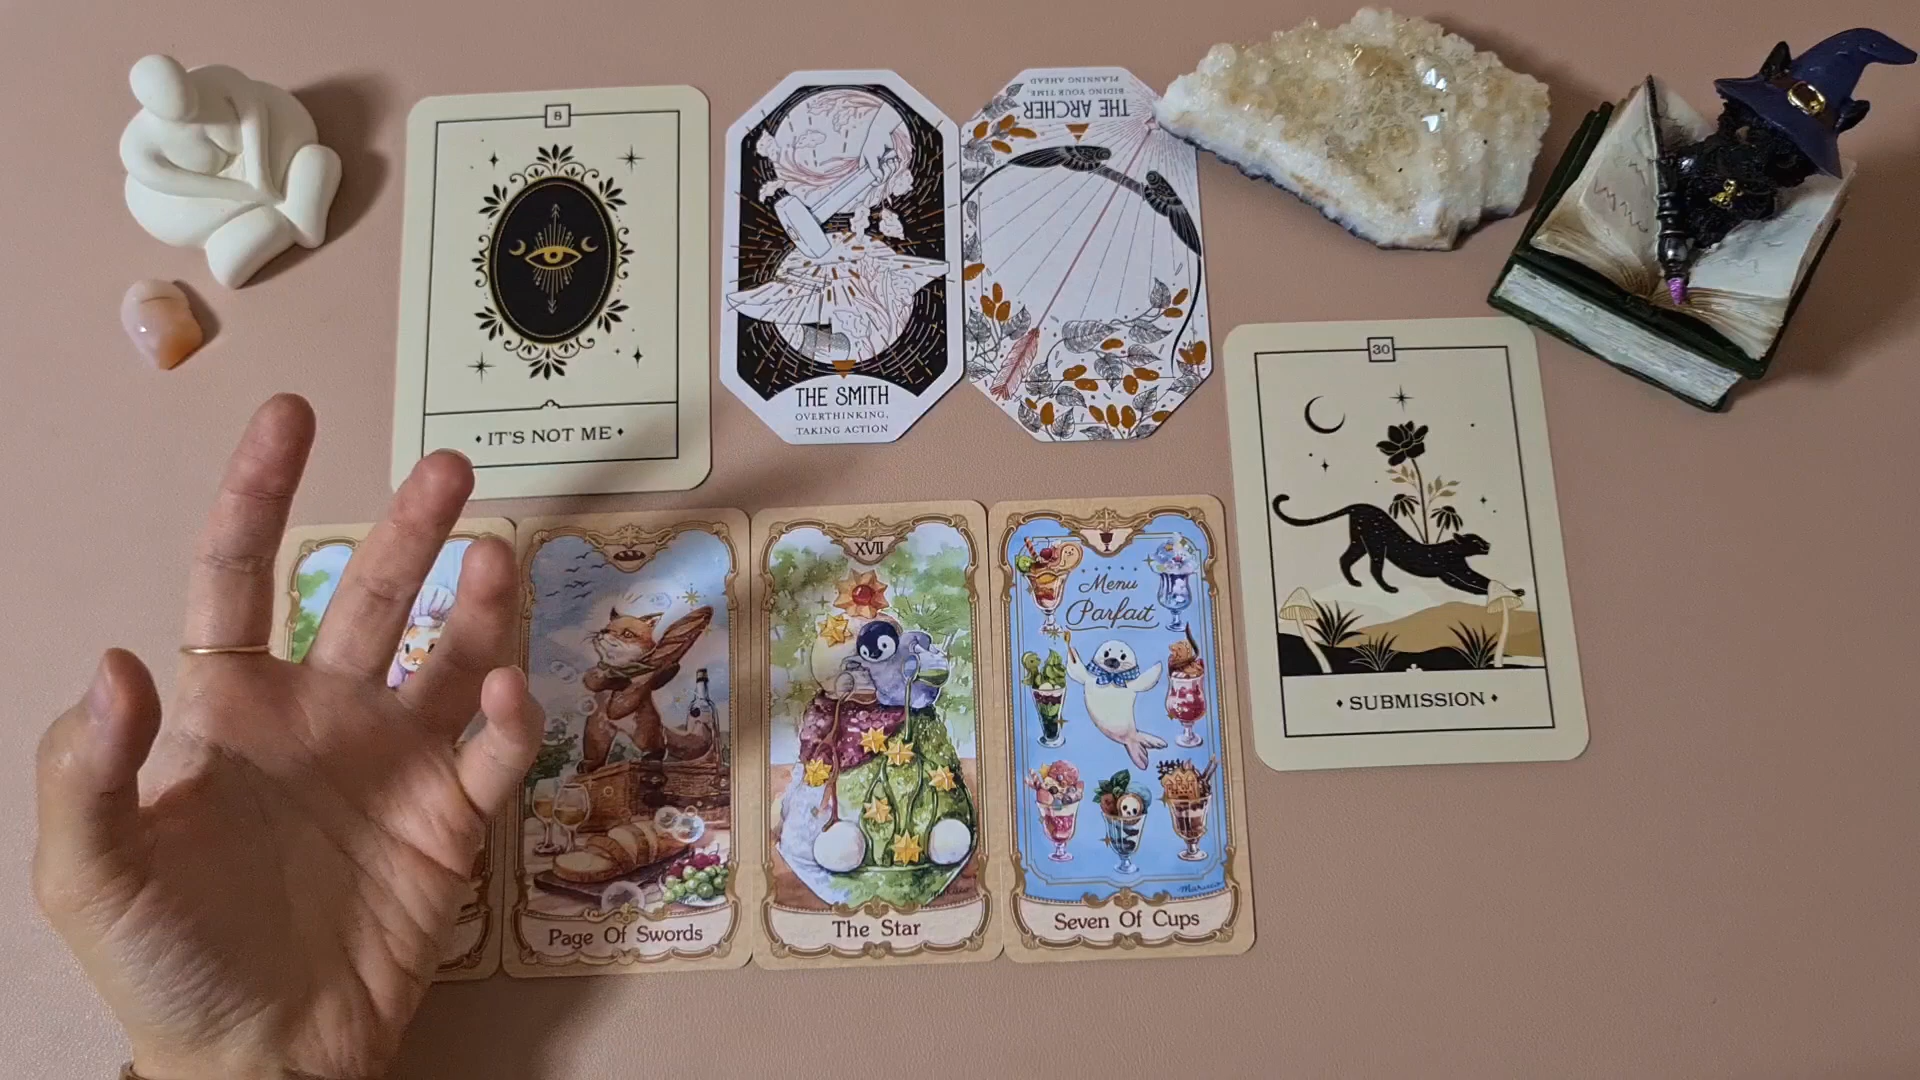 8
IT'S NOT ME
THE SMITH
OVERTHINKING,
TAKING ACTION
THE ARCHER
BIDING YOUR TIME,
PLANNING AHEAD
30
SUBMISSION
Page Of Swords
XVII
The Star
Menu
Parfait
Maruco
Seven Of Cups